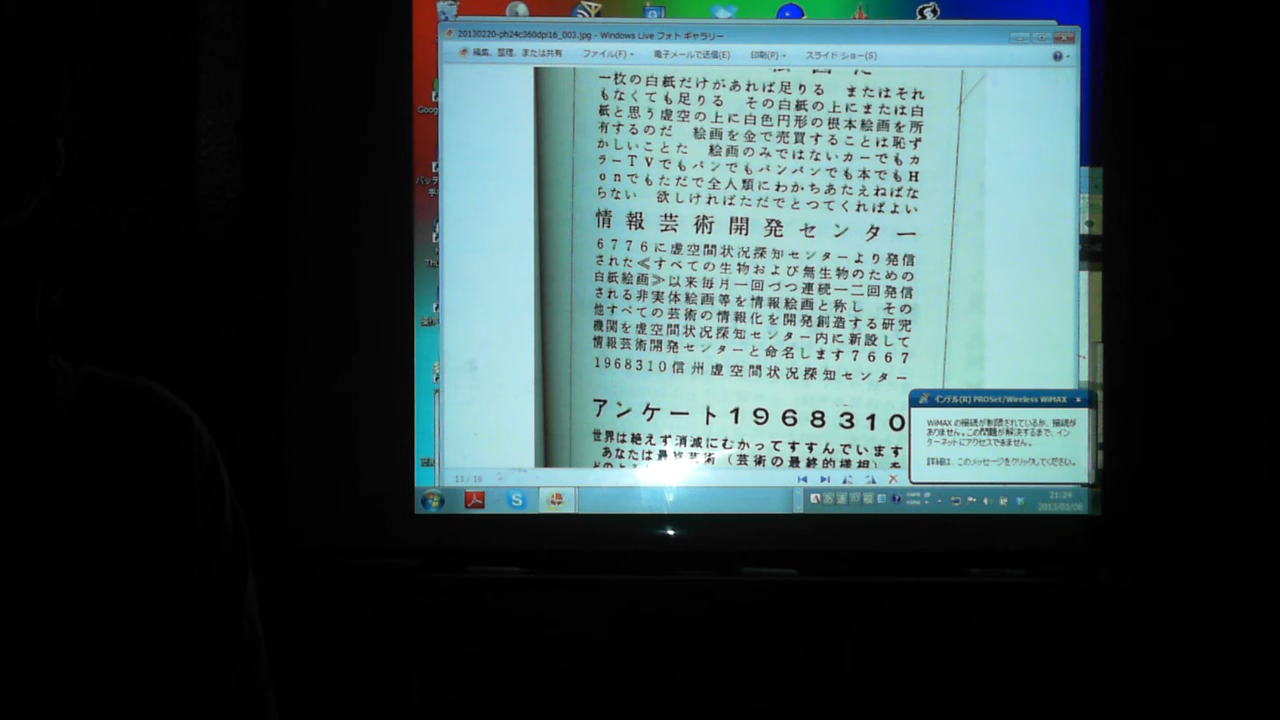 20130220-ph24c360dpi16_003.jpg - Windows Live フォト ギャラリー
編集、整理、または共有 ファイル(F) 電子メールで送信(E) 印刷(P) スライド ショー(S)
一枚の白紙だけがあれば足りる　またはそれ
もなくても足りる　その白紙の上にまたは白
紙と思う虚空の上に白色円形の根本絵画を所
有するのだ　絵画を金で売買することは恥ず
かしいことた　絵画のみではないカーでもカ
ラーＴＶでもパンでもパンパンでも本でもＨ
ｏｎでもただで全人類にわかちあたえねばな
らない　欲しければただでとつてくればよい
情報芸術開発センター
６７７６に虚空間状況探知センターより発信
された≪すべての生物および無生物のための
白紙絵画≫以来毎月一回づつ連続一二回発信
される非実体絵画等を情報絵画と称し　その
他すべての芸術の情報化を開発創造する研究
機関を虚空間状況探知センター内に新設して
情報芸術開発センターと命名します７６６７
１９６８３１０信州虚空間状況探知センター
アンケート１９６８３１０
世界は絶えず消滅にむかってすすんでいます
あなたは最終芸術（芸術の最終的様相）を
インテル(R) PROSet/Wireless WiMAX
WiMAX の接続が制限されているか、接続が
ありません。この問題が解決するまで、イン
ターネットにアクセスできません。
詳細は、このメッセージをクリックしてください。
13 / 16
21:24